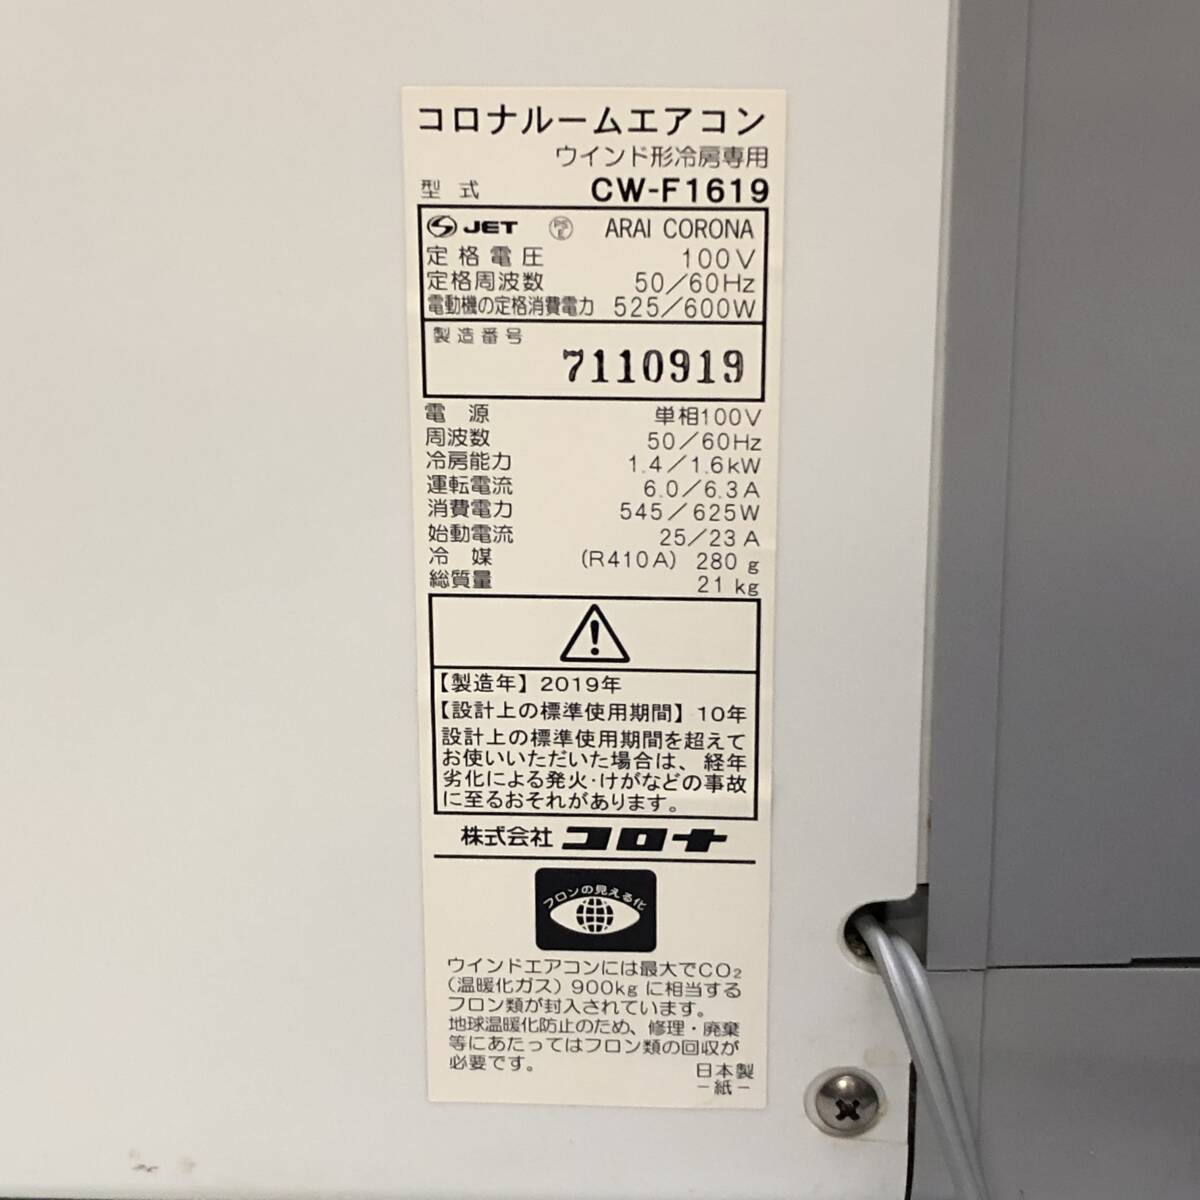 コロナルームエアコン
ウインド形冷房専用
型式 CW-F1619
JET PS E ARAI CORONA
定格電圧 100V
定格周波数 50/60Hz
電動機の定格消費電力 525/600W
製造番号
7110919
電源 単相100V
周波数 50/60Hz
冷房能力 1.4/1.6kW
運転電流 6.0/6.3A
消費電力 545/625W
始動電流 25/23A
冷媒 (R410A) 280g
総質量 21kg
【製造年】2019年
【設計上の標準使用期間】10年
設計上の標準使用期間を超えて
お使いいただいた場合は、経年
劣化による発火・けがなどの事故
に至るおそれがあります。
株式会社 コロナ
フロンの見える化
ウインドエアコンには最大でCO₂
(温暖化ガス)900kgに相当する
フロン類が封入されています。
地球温暖化防止のため、修理・廃棄
等にあたってはフロン類の回収が
必要です。
日本製
-紙-